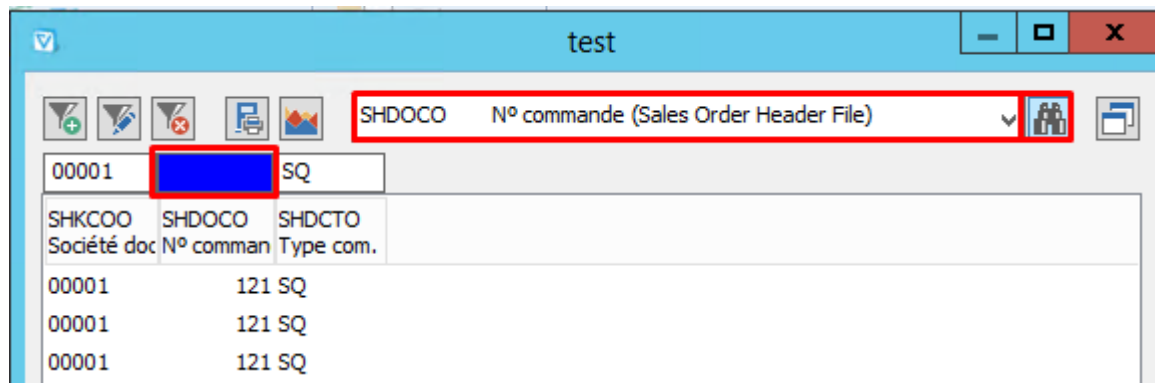 test
SHDOCO Nº commande (Sales Order Header File)
00001 SQ
SHKCOO SHDOCO SHDCTO
Société doc Nº comman Type com.
00001 121 SQ
00001 121 SQ
00001 121 SQ